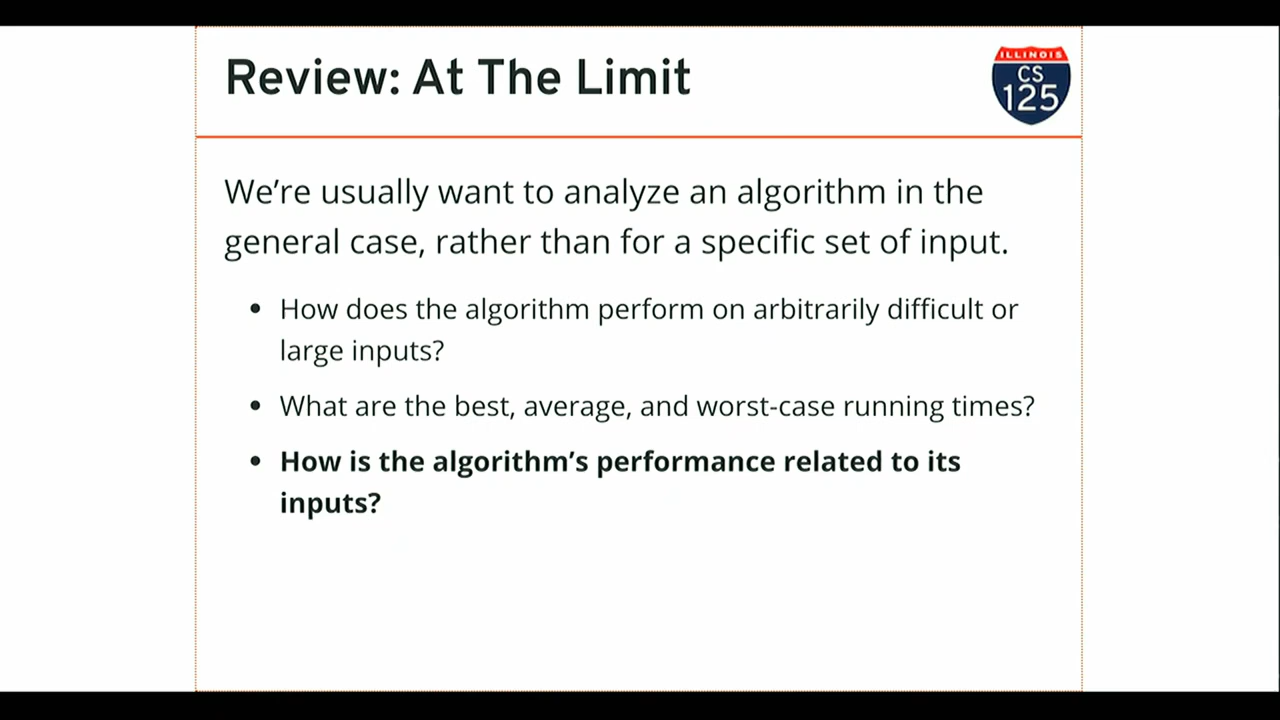 Review: At The Limit
ILLINOIS
CS
125
We're usually want to analyze an algorithm in the
general case, rather than for a specific set of input.
• How does the algorithm perform on arbitrarily difficult or
large inputs?
• What are the best, average, and worst-case running times?
• How is the algorithm's performance related to its
inputs?